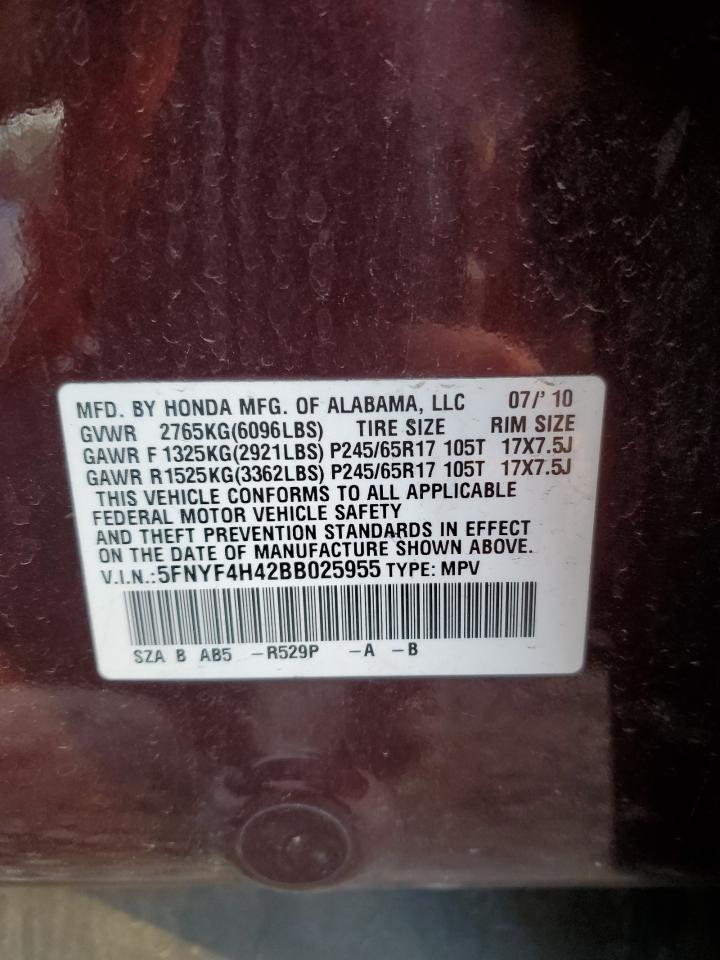 MFD. BY HONDA MFG. OF ALABAMA, LLC 07/' 10
GVWR 2765KG(6096LBS) TIRE SIZE RIM SIZE
GAWR F 1325KG(2921LBS) P245/65R17 105T 17X7.5J
GAWR R1525KG(3362LBS) P245/65R17 105T 17X7.5J
THIS VEHICLE CONFORMS TO ALL APPLICABLE
FEDERAL MOTOR VEHICLE SAFETY
AND THEFT PREVENTION STANDARDS IN EFFECT
ON THE DATE OF MANUFACTURE SHOWN ABOVE.
V.I.N.:5FNYF4H42BB025955 TYPE: MPV
SZA B AB5 -R529P -A -B